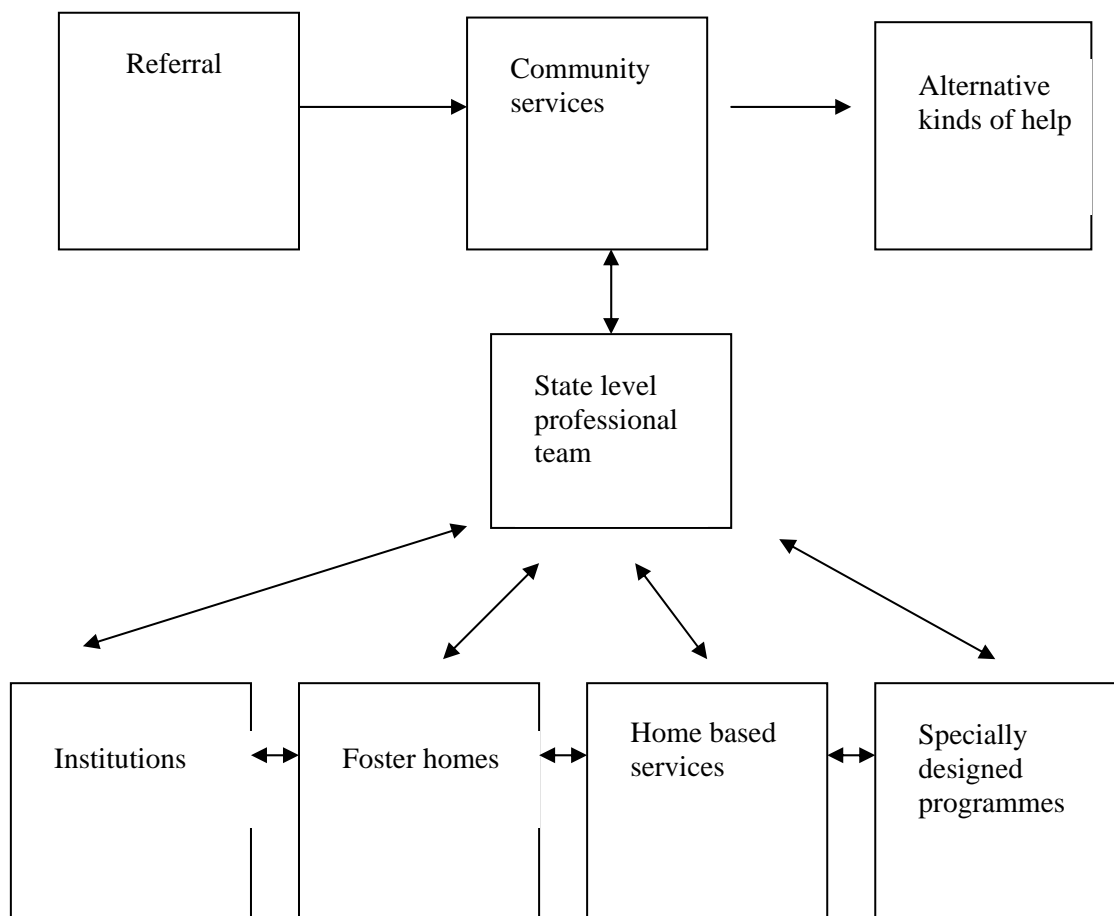 Referral
Community
services
Alternative
kinds of help
State level
professional
team
Institutions
Foster homes
Home based
services
Specially
designed
programmes